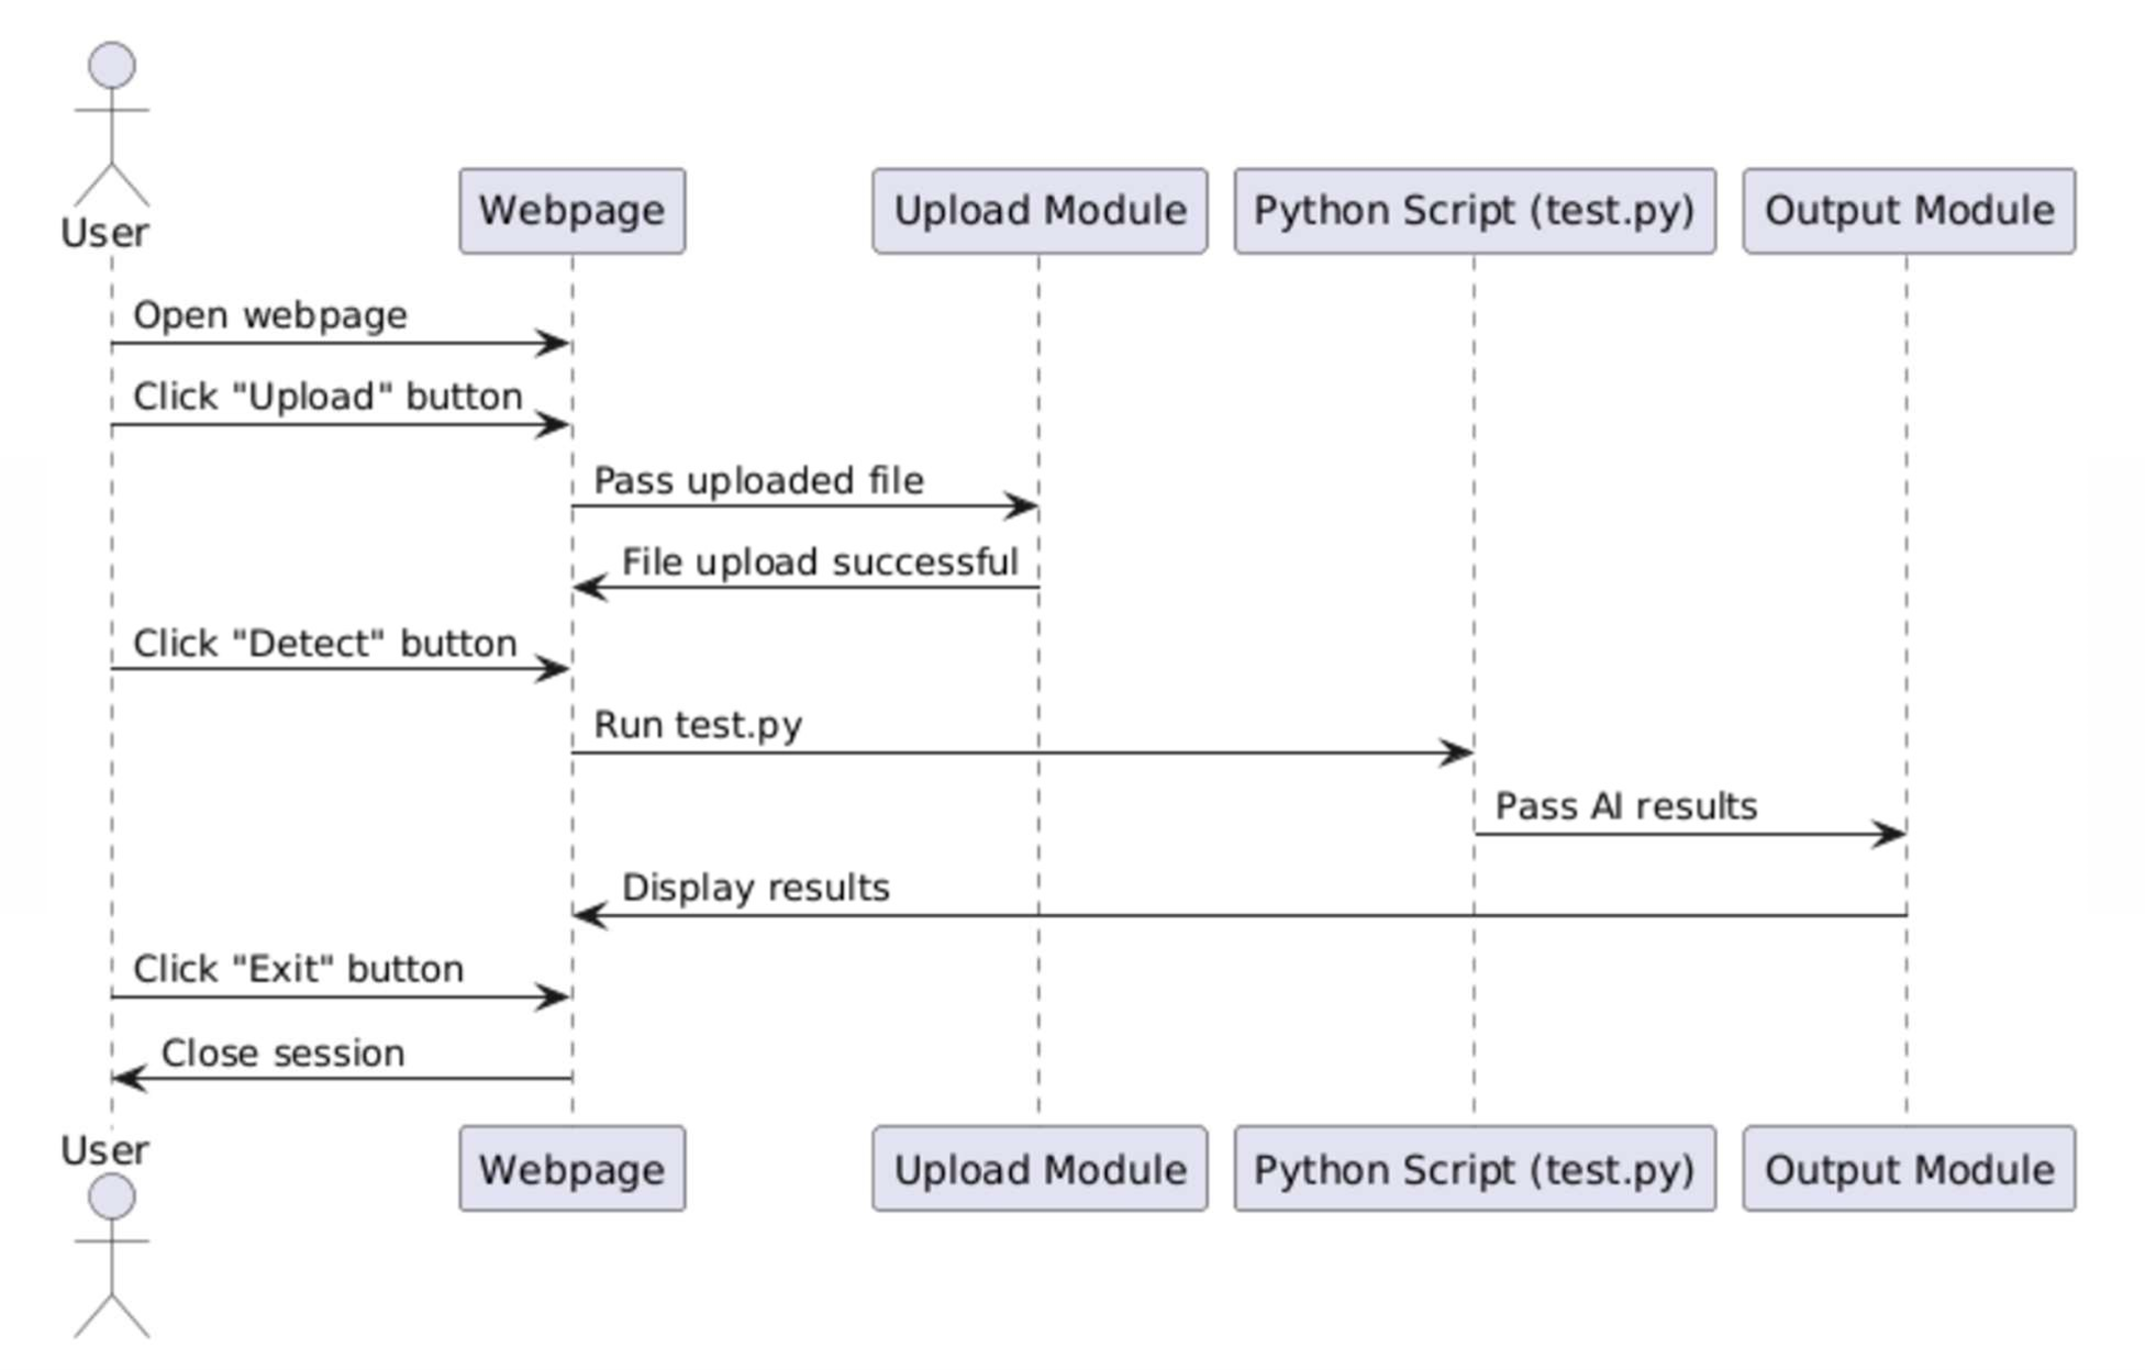 User
Webpage
Upload Module
Python Script (test.py)
Output Module
Open webpage
Click "Upload" button
Pass uploaded file
File upload successful
Click "Detect" button
Run test.py
Pass AI results
Display results
Click "Exit" button
Close session
User
Webpage
Upload Module
Python Script (test.py)
Output Module